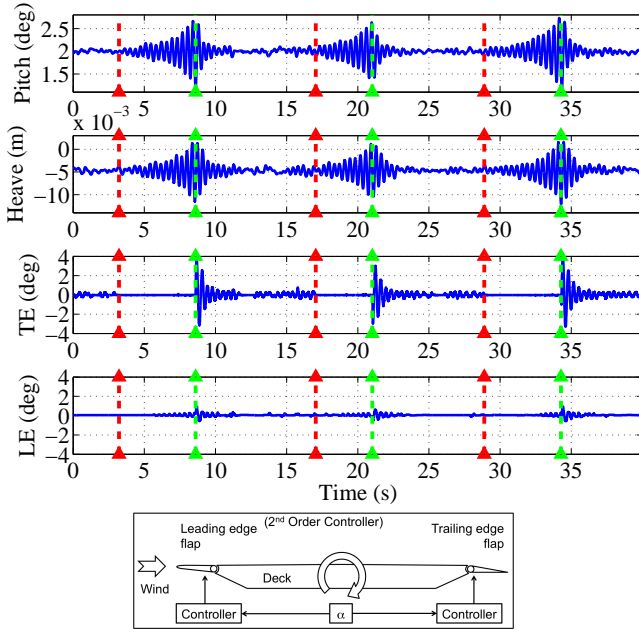 Pitch (deg)
2.5
2
1.5
0 5 10 15 20 25 30 35
x 10⁻³
Heave (m)
0
−5
−10
0 5 10 15 20 25 30 35
TE (deg)
4
2
0
−2
−4
0 5 10 15 20 25 30 35
LE (deg)
4
2
0
−2
−4
0 5 10 15 20 25 30 35
Time (s)
(2nd Order Controller)
Leading edge
flap
Trailing edge
flap
Deck
Wind
Controller
α
Controller